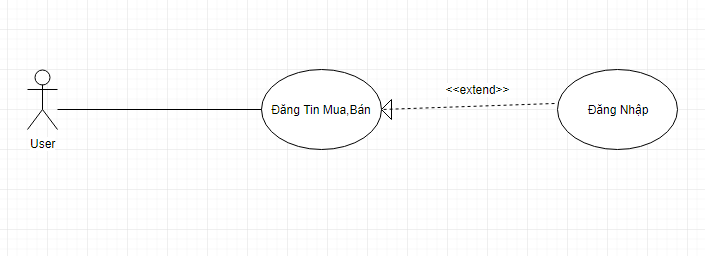 <<extend>>
Đăng Tin Mua,Bán
Đăng Nhập
User